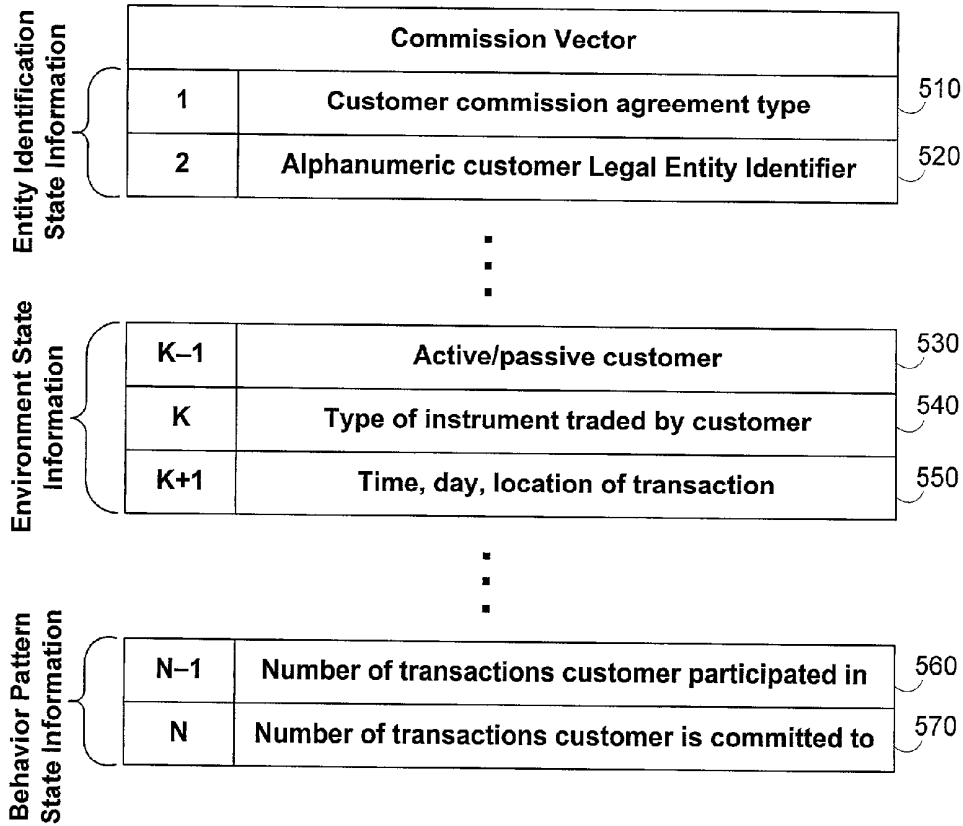 Commission Vector
Entity Identification
State Information
1 Customer commission agreement type 510
2 Alphanumeric customer Legal Entity Identifier 520
Environment State
Information
K–1 Active/passive customer 530
K Type of instrument traded by customer 540
K+1 Time, day, location of transaction 550
Behavior Pattern
State Information
N–1 Number of transactions customer participated in 560
N Number of transactions customer is committed to 570